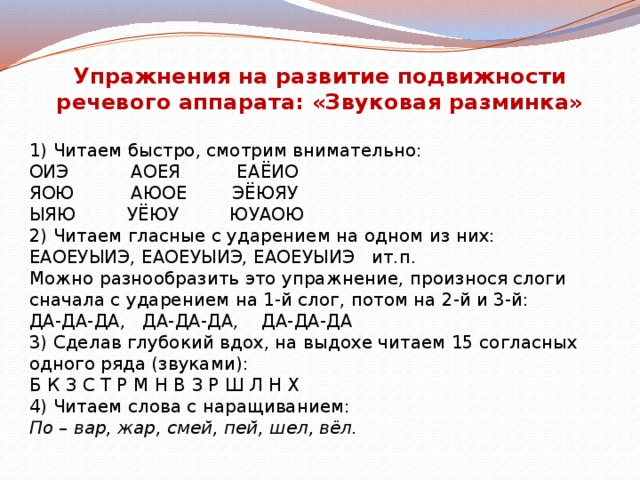 Упражнения на развитие подвижности
речевого аппарата: «Звуковая разминка»
1) Читаем быстро, смотрим внимательно:
ОИЭ АОЕЯ ЕАЁИО
ЯОЮ АЮОЕ ЭЁЮЯУ
ЫЯЮ УЁЮУ ЮУАОЮ
2) Читаем гласные с ударением на одном из них:
ЕАОЕУЫИЭ, ЕАОЕУЫИЭ, ЕАОЕУЫИЭ ит.п.
Можно разнообразить это упражнение, произнося слоги
сначала с ударением на 1-й слог, потом на 2-й и 3-й:
ДА-ДА-ДА, ДА-ДА-ДА, ДА-ДА-ДА
3) Сделав глубокий вдох, на выдохе читаем 15 согласных
одного ряда (звуками):
Б К З С Т Р М Н В З Р Ш Л Н Х
4) Читаем слова с наращиванием:
По – вар, жар, смей, пей, шел, вёл.